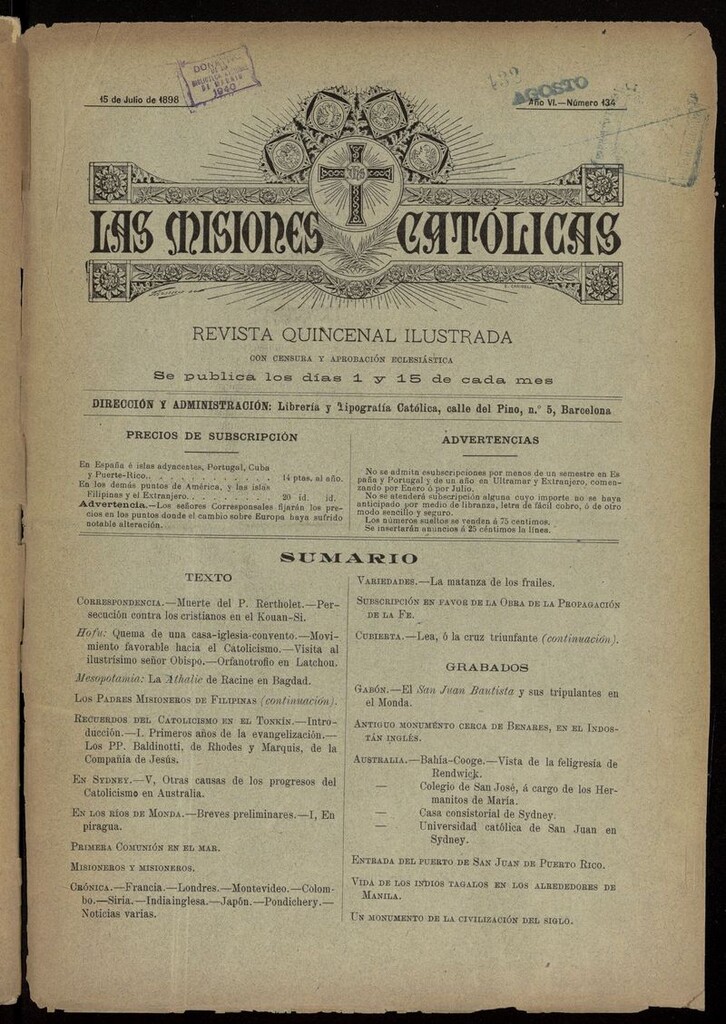 15 de Julio de 1898
AGOSTO
Año VI.—Número 134
DONATIVO
1940
IHS
LAS MISIONES CATÓLICAS
REVISTA QUINCENAL ILUSTRADA
CON CENSURA Y APROBACIÓN ECLESIÁSTICA
Se publica los días 1 y 15 de cada mes
DIRECCIÓN Y ADMINISTRACIÓN: Librería y Tipografía Católica, calle del Pino, n.º 5, Barcelona
PRECIOS DE SUBSCRIPCIÓN
En España é islas adyacentes, Portugal, Cuba
y Puerto-Rico. . . . . . . . . . . . 14 ptas. al año.
En los demás puntos de América, y las islas
Filipinas y el Extranjero. . . . . . . . 20 id. id.
Advertencia.—Los señores Corresponsales fijarán los pre-
cios en los puntos donde el cambio sobre Europa haya sufrido
notable alteración.
ADVERTENCIAS
No se admiten subscripciones por menos de un semestre en Es
paña y Portugal y de un año en Ultramar y Extranjero, comen-
zando por Enero ó por Julio.
No se atenderá subscripción alguna cuyo importe no se haya
anticipado por medio de libranza, letra de fácil cobro, ó de otro
modo sencillo y seguro.
Los números sueltos se venden á 75 céntimos.
Se insertarán anuncios á 25 céntimos la línea.
SUMARIO
TEXTO
CORRESPONDENCIA.—Muerte del P. Rertholet.—Per-
secución contra los cristianos en el Kouan-Si.
Hofu: Quema de una casa-iglesia-convento.—Movi-
miento favorable hacia el Catolicismo.—Visita al
ilustrísimo señor Obispo.—Orfanotrofio en Latchou.
Mesopotamia: La Athalie de Racine en Bagdad.
LOS PADRES MISIONEROS DE FILIPINAS (continuación).
RECUERDOS DEL CATOLICISMO EN EL TONKÍN.—Intro-
ducción.—I. Primeros años de la evangelización.—
Los PP. Baldinotti, de Rhodes y Marquis, de la
Compañía de Jesús.
EN SYDNEY.—V, Otras causas de los progresos del
Catolicismo en Australia.
EN LOS RÍOS DE MONDA.—Breves preliminares.—I, En
piragua.
PRIMERA COMUNIÓN EN EL MAR.
MISIONEROS Y MISIONEROS.
CRÓNICA.—Francia.—Londres.—Montevideo.—Colom-
bo.—Siria.—India inglesa.—Japón.—Pondichery.—
Noticias varias.
VARIEDADES.—La matanza de los frailes.
SUBSCRIPCIÓN EN FAVOR DE LA OBRA DE LA PROPAGACIÓN
DE LA FE.
CUBIERTA.—Lea, ó la cruz triunfante (continuación).
GRABADOS
GABÓN.—El San Juan Bautista y sus tripulantes en
el Monda.
ANTIGUO MONUMENTO CERCA DE BENARES, EN EL INDOS-
TÁN INGLÉS.
AUSTRALIA.—Bahía-Cooge.—Vista de la feligresía de
Rendwick.
— Colegio de San José, á cargo de los Her-
manitos de María.
— Casa consistorial de Sydney.
— Universidad católica de San Juan en
Sydney.
ENTRADA DEL PUERTO DE SAN JUAN DE PUERTO RICO.
VIDA DE LOS INDIOS TAGALOS EN LOS ALREDEDORES DE
MANILA.
UN MONUMENTO DE LA CIVILIZACIÓN DEL SIGLO.